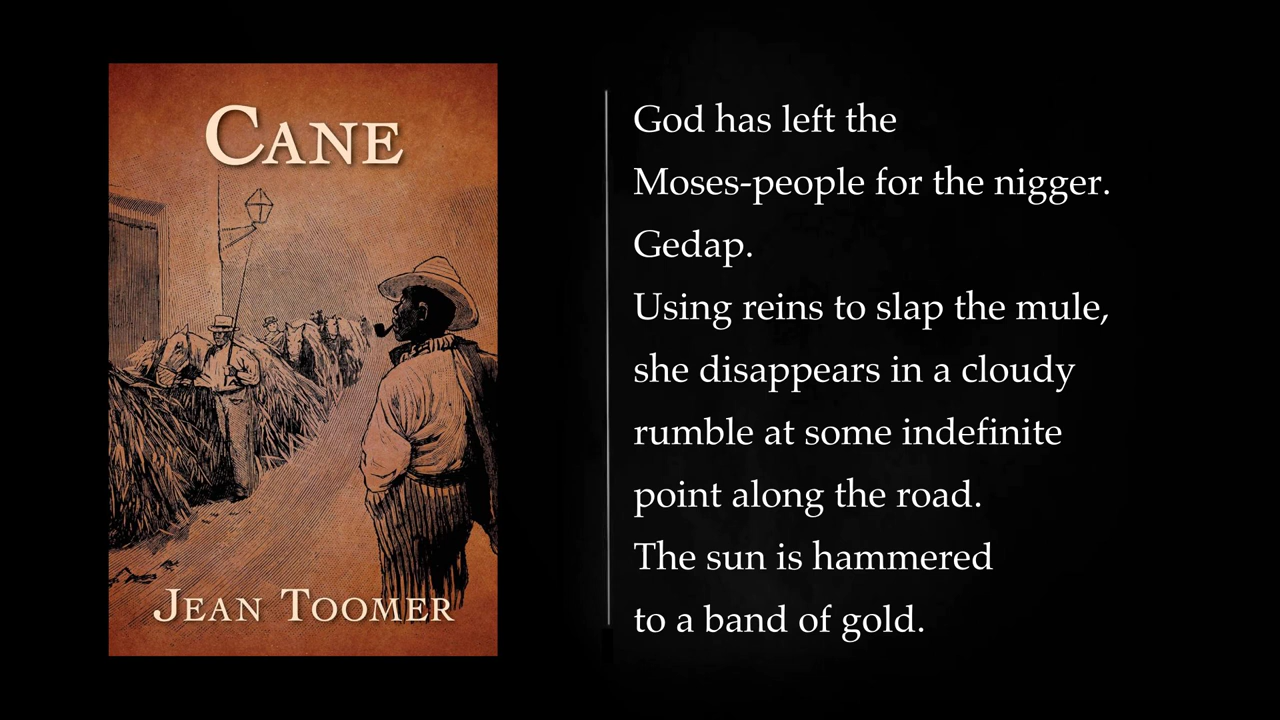 CANE
JEAN TOOMER
God has left the
Moses-people for the nigger.
Gedap.
Using reins to slap the mule,
she disappears in a cloudy
rumble at some indefinite
point along the road.
The sun is hammered
to a band of gold.